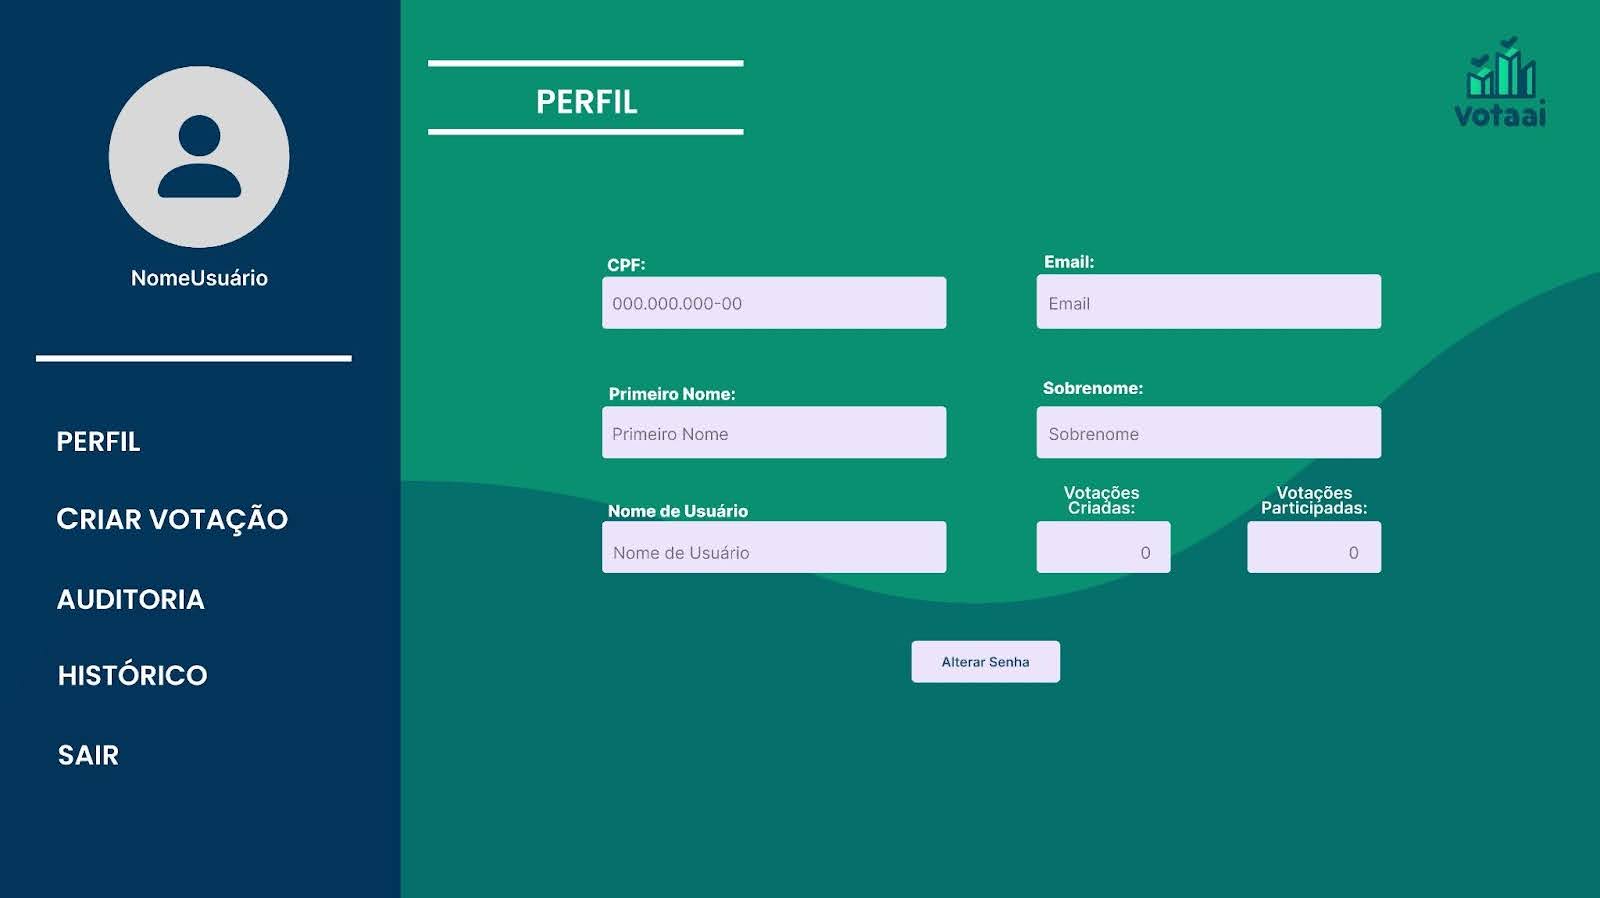 NomeUsuário
PERFIL
CRIAR VOTAÇÃO
AUDITORIA
HISTÓRICO
SAIR
PERFIL
votaai
CPF:
000.000.000-00
Email:
Email
Primeiro Nome:
Primeiro Nome
Sobrenome:
Sobrenome
Nome de Usuário
Nome de Usuário
Votações
Criadas:
0
Votações
Participadas:
0
Alterar Senha